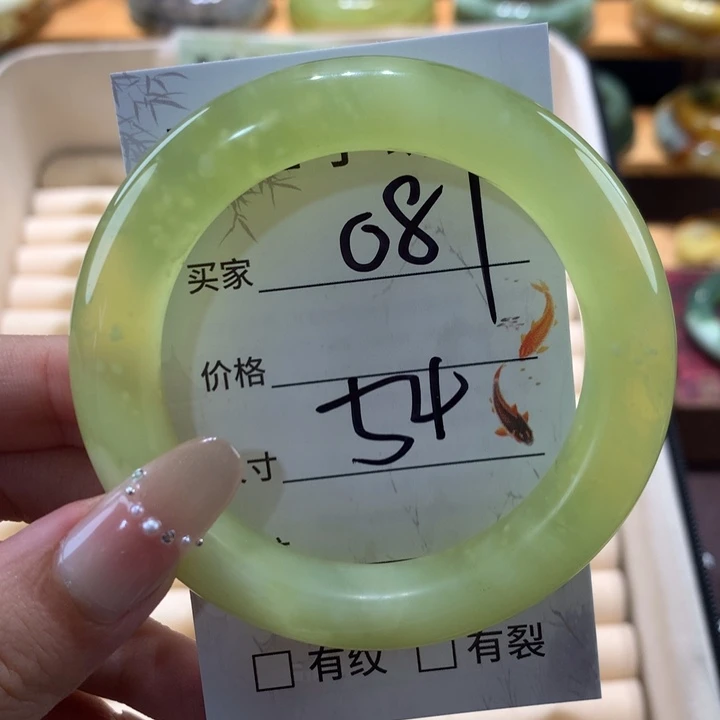 买家 081
价格
寸 54
有纹 有裂